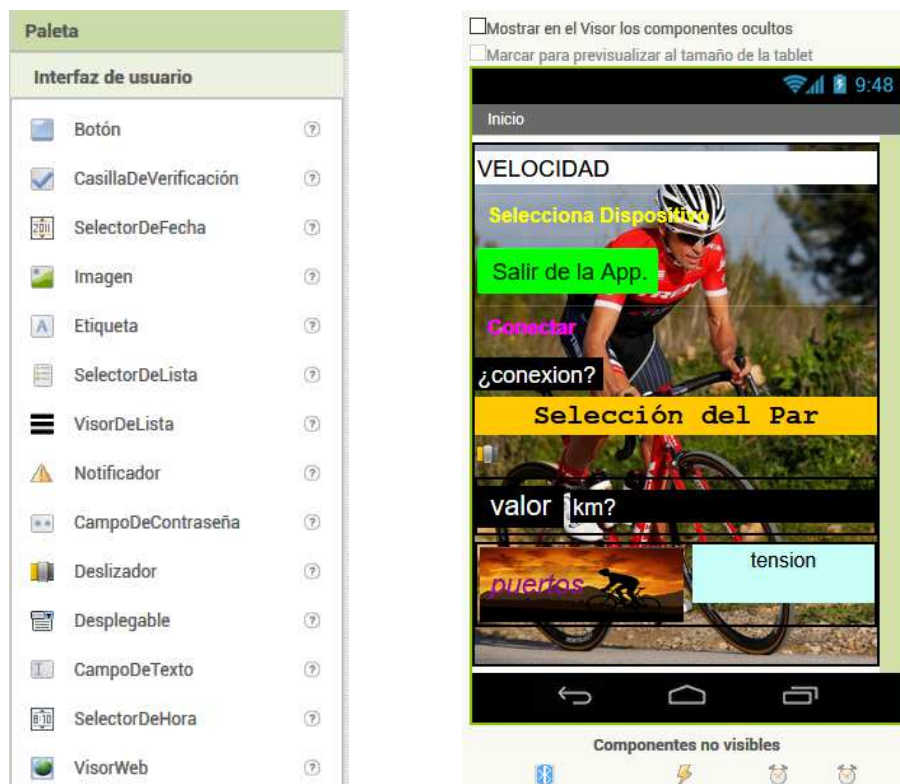 Paleta
Interfaz de usuario
Botón
CasillaDeVerificación
SelectorDeFecha
Imagen
Etiqueta
SelectorDeLista
VisorDeLista
Notificador
CampoDeContraseña
Deslizador
Desplegable
CampoDeTexto
SelectorDeHora
VisorWeb
Mostrar en el Visor los componentes ocultos
Marcar para previsualizar al tamaño de la tablet
9:48
Inicio
VELOCIDAD
Selecciona Dispositivo
Salir de la App.
Conectar
¿conexion?
Selección del Par
valor km?
puertos
tension
Componentes no visibles